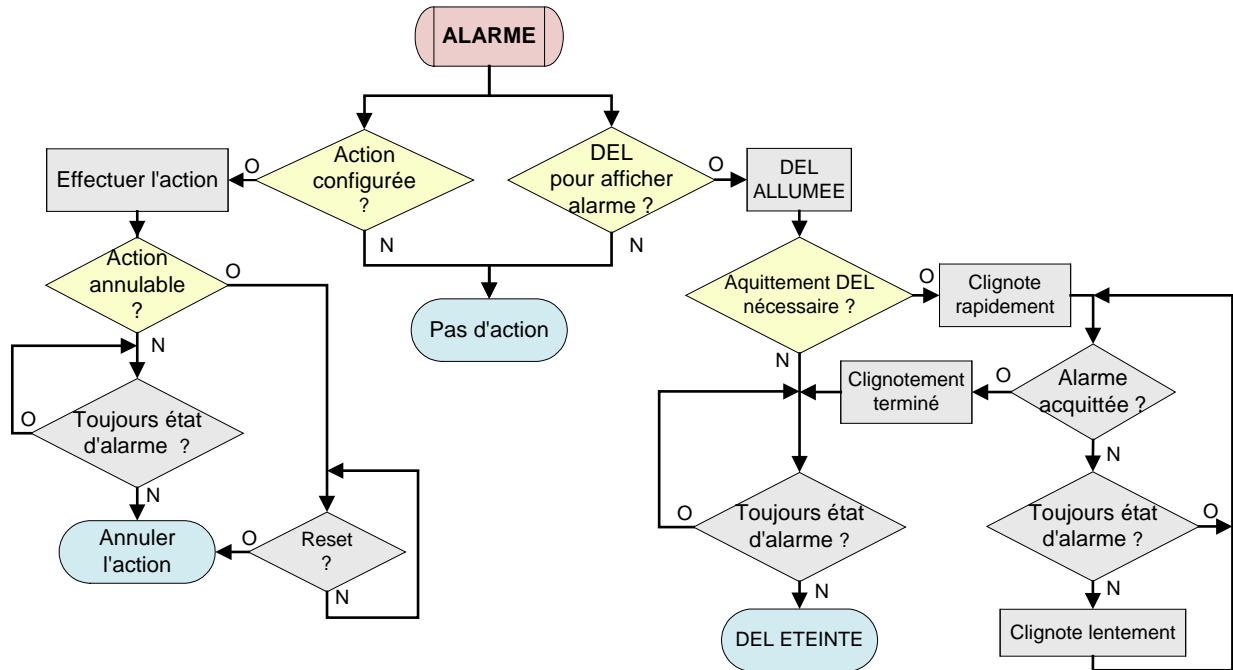 ALARME
Action
configurée
?
O
N
DEL
pour afficher
alarme ?
O
N
Effectuer l'action
DEL
ALLUMEE
Action
annulable
?
O
N
Pas d'action
Aquittement DEL
nécessaire ?
O
N
Clignote
rapidement
Toujours état
d'alarme ?
O
N
Clignotement
terminé
O
Alarme
acquittée ?
N
Annuler
l'action
O
Reset
?
N
Toujours état
d'alarme ?
O
N
Toujours état
d'alarme ?
O
N
DEL ETEINTE
Clignote lentement